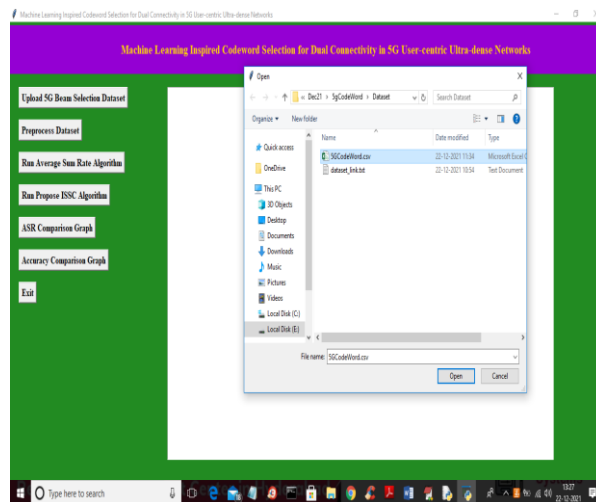 Machine Learning Inspired Codeword Selection for Dual Connectivity in 5G User-centric Ultra-dense Networks
Machine Learning Inspired Codeword Selection for Dual Connectivity in 5G User-centric Ultra-dense Networks
Upload 5G Beam Selection Dataset
Preprocess Dataset
Run Average Sum Rate Algorithm
Run Propose ISSC Algorithm
ASR Comparison Graph
Accuracy Comparison Graph
Exit
Open
« Dec21 › 5gCodeWord › Dataset
Search Dataset
Organize
New folder
Name Date modified Type
5GCodeWord.csv 22-12-2021 11:34 Microsoft Excel C
dataset_link.txt 22-12-2021 10:54 Text Document
Quick access
OneDrive
This PC
3D Objects
Desktop
Documents
Downloads
Music
Pictures
Videos
Local Disk (C:)
Local Disk (E:)
File name: 5GCodeWord.csv
Open Cancel
Type here to search
13:27
22-12-2021